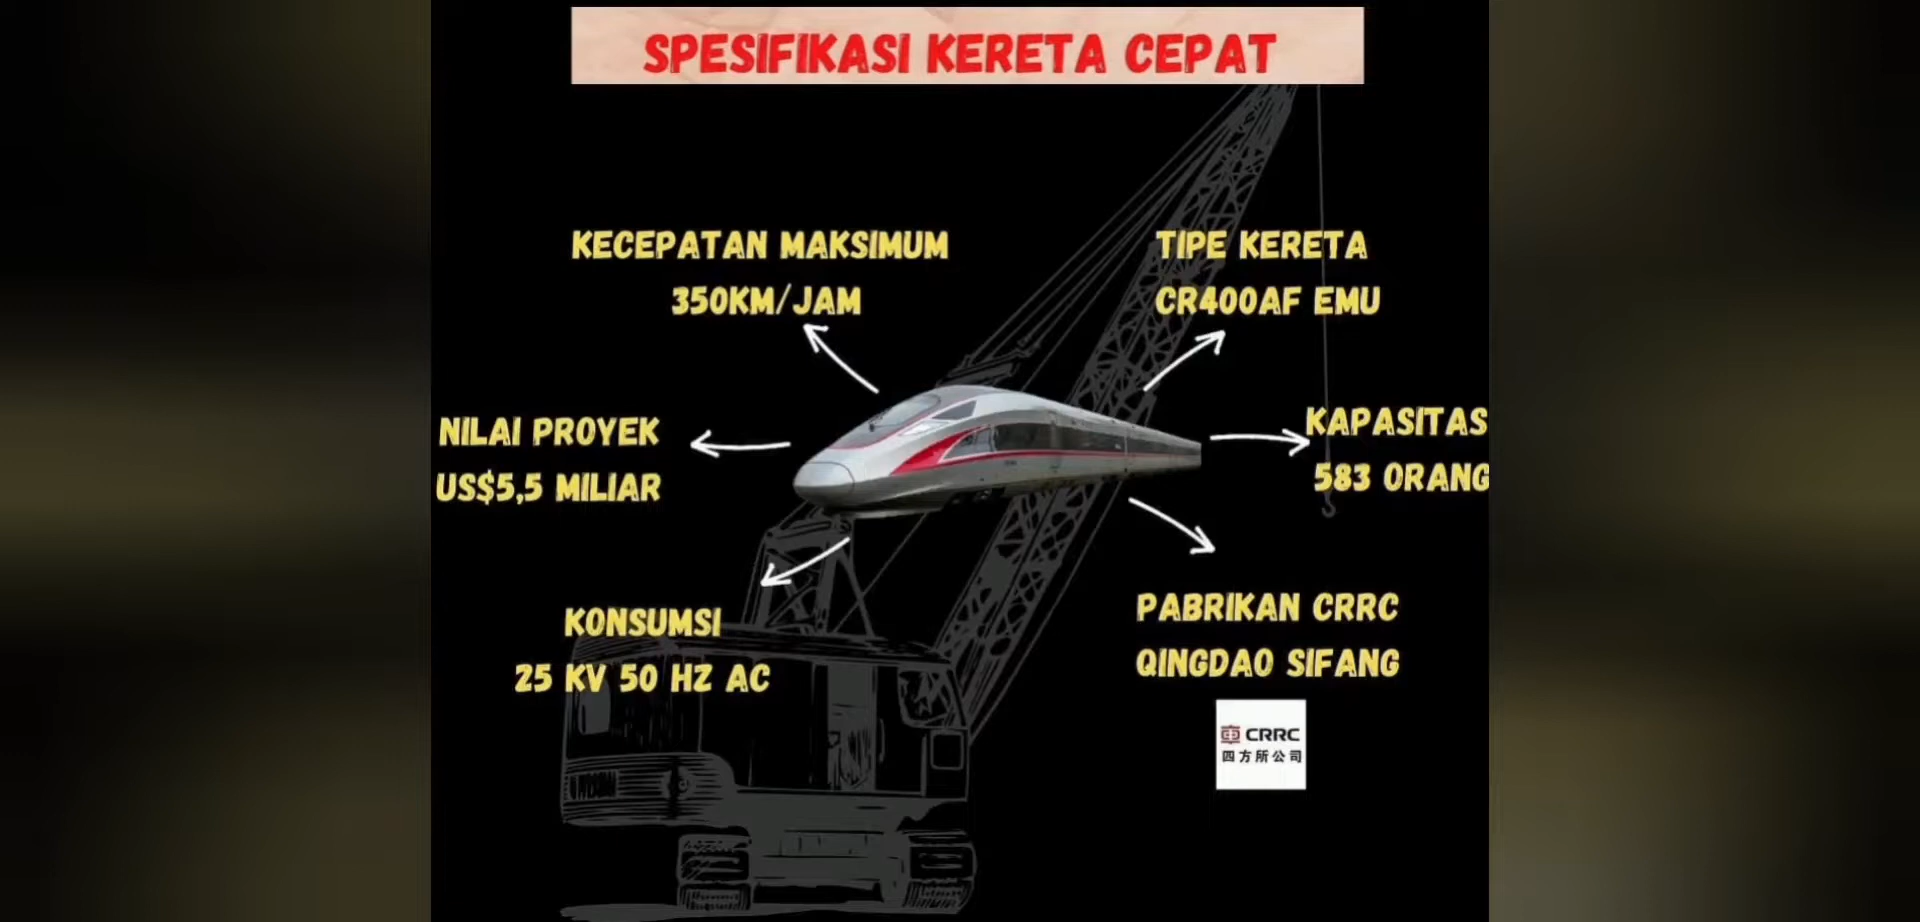 SPESIFIKASI KERETA CEPAT
KECEPATAN MAKSIMUM
350KM/JAM
TIPE KERETA
CR400AF EMU
NILAI PROYEK
US$5,5 MILIAR
KAPASITAS
583 ORANG
KONSUMSI
25 KV 50 HZ AC
PABRIKAN CRRC
QINGDAO SIFANG
CRRC
四方所公司